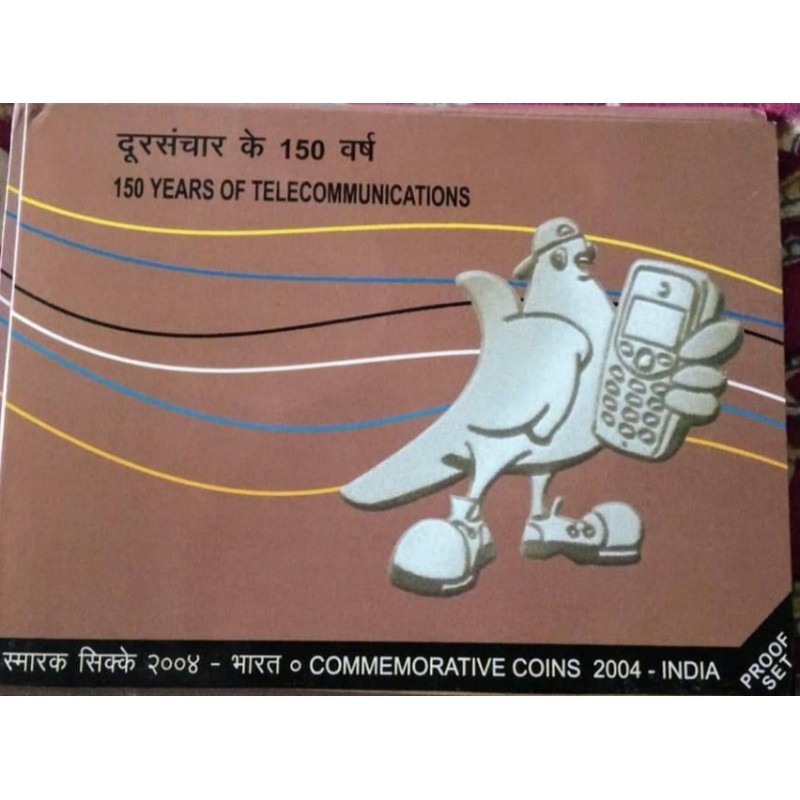 दूरसंचार के 150 वर्ष
150 YEARS OF TELECOMMUNICATIONS
स्मारक सिक्के २००४ - भारत ० COMMEMORATIVE COINS 2004 - INDIA
PROOF
SET